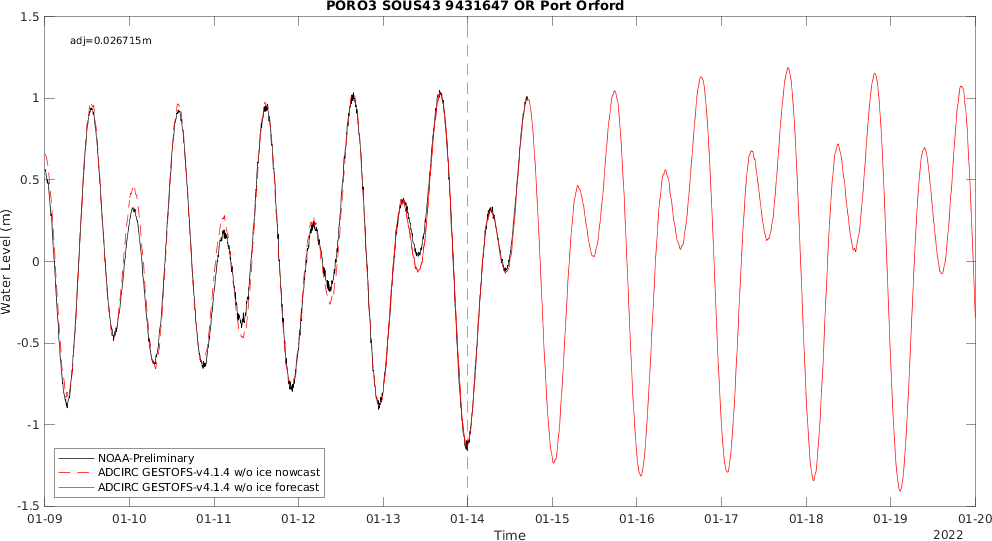 PORO3 SOUS43 9431647 OR Port Orford
adj=0.026715m
1.5
1
0.5
0
-0.5
-1
-1.5
Water Level (m)
NOAA-Preliminary
ADCIRC GESTOFS-v4.1.4 w/o ice nowcast
ADCIRC GESTOFS-v4.1.4 w/o ice forecast
01-09 01-10 01-11 01-12 01-13 01-14 01-15 01-16 01-17 01-18 01-19 01-20
Time
2022